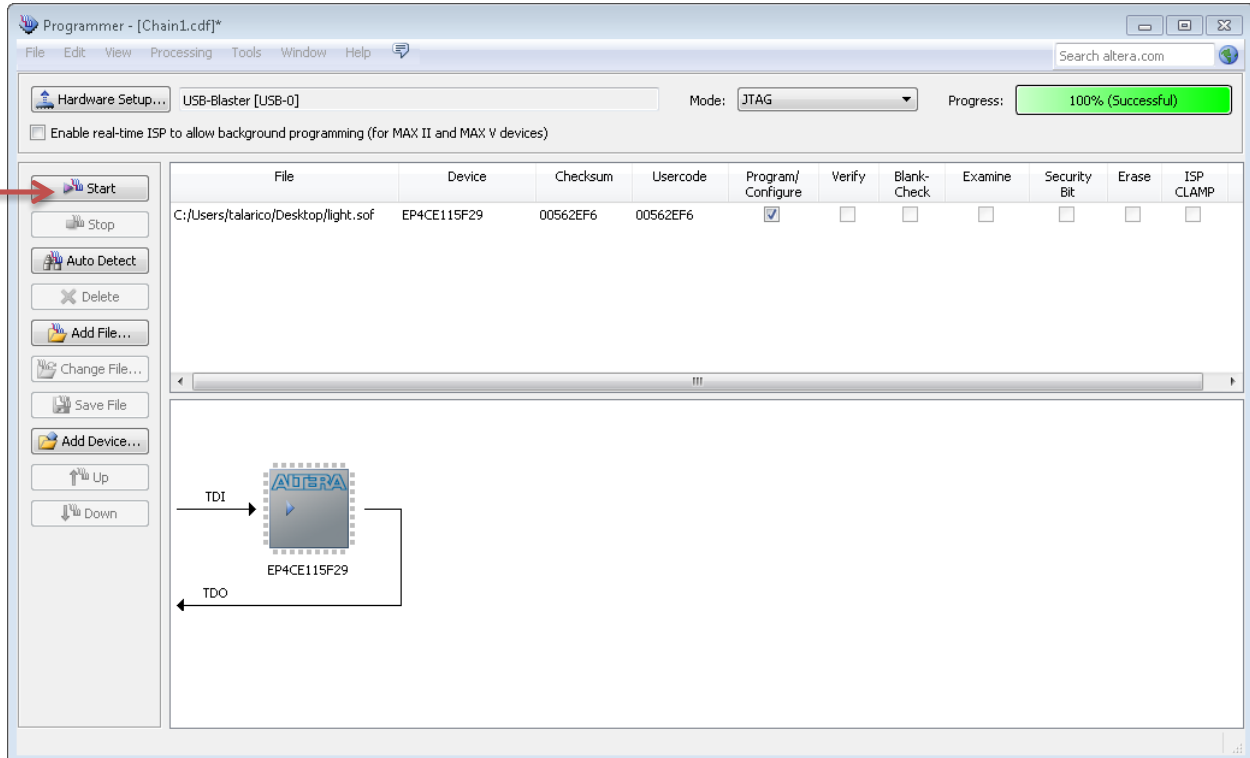 Programmer - [Chain1.cdf]*
File Edit View Processing Tools Window Help
Search altera.com
Hardware Setup... USB-Blaster [USB-0] Mode: JTAG Progress: 100% (Successful)
Enable real-time ISP to allow background programming (for MAX II and MAX V devices)
Start
Stop
Auto Detect
Delete
Add File...
Change File...
Save File
Add Device...
Up
Down
File Device Checksum Usercode Program/ Verify Blank- Examine Security Erase ISP
Configure Check Bit CLAMP
C:/Users/talarico/Desktop/light.sof EP4CE115F29 00562EF6 00562EF6
ALTERA
TDI
EP4CE115F29
TDO